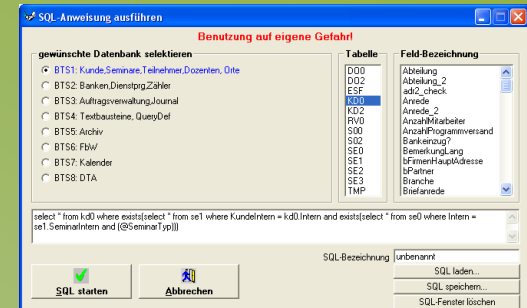 SQL-Anweisung ausführen
Benutzung auf eigene Gefahr!
gewünschte Datenbank selektieren
BTS1: Kunde,Seminare,Teilnehmer,Dozenten, Orte
BTS2: Banken,Dienstprg,Zähler
BTS3: Auftragsverwaltung,Journal
BTS4: Textbausteine, QueryDef
BTS5: Archiv
BTS6: FbW
BTS7: Kalender
BTS8: DTA
Tabelle
DO0
DO2
ESF
KD0
KD2
RV0
S00
S02
SE0
SE1
SE2
SE3
TMP
Feld-Bezeichnung
Abteilung
Abteilung_2
adr2_check
Anrede
Anrede_2
AnzahlMitarbeiter
AnzahlProgrammversand
Bankeinzug?
BemerkungLang
bFirmenHauptAdresse
bPartner
Branche
Briefanrede
select * from kd0 where exists(select * from se1 where KundeIntern = kd0.Intern and exists(select * from se0 where Intern =
se1.SeminarIntern and (@SeminarTyp)))
SQL-Bezeichnung unbenannt
SQL starten
Abbrechen
SQL laden...
SQL speichern...
SQL-Fenster löschen